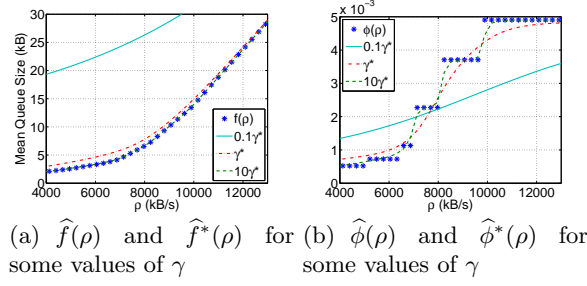 30
25
20
15
10
5
0
4000 6000 8000 10000 12000
Mean Queue Size (kB)
ρ (kB/s)
f(ρ)
0.1γ*
γ*
10γ*
5 x 10⁻³
4
3
2
1
0
4000 6000 8000 10000 12000
ρ (kB/s)
ϕ(ρ)
0.1γ*
γ*
10γ*
(a) f̂(ρ) and f̂*(ρ) for some values of γ
(b) ϕ̂(ρ) and ϕ̂*(ρ) for some values of γ